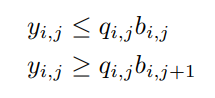 y_{i,j} ≤ q_{i,j}b_{i,j}
y_{i,j} ≥ q_{i,j}b_{i,j+1}